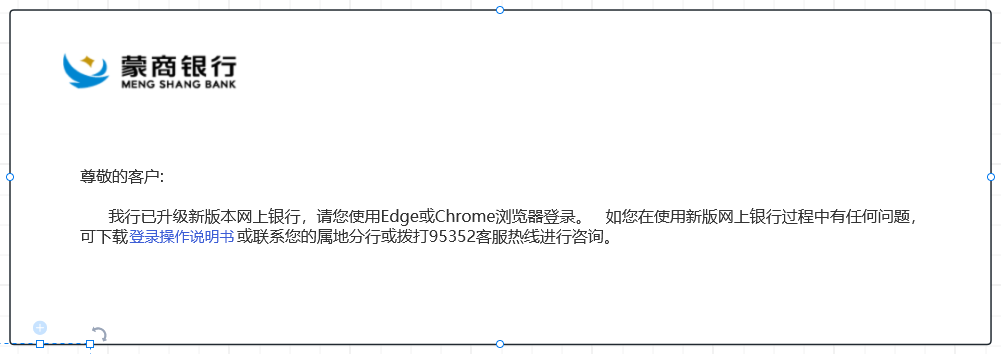 蒙商银行
MENG SHANG BANK
尊敬的客户:
我行已升级新版本网上银行，请您使用Edge或Chrome浏览器登录。 如您在使用新版网上银行过程中有任何问题，
可下载登录操作说明书或联系您的属地分行或拨打95352客服热线进行咨询。